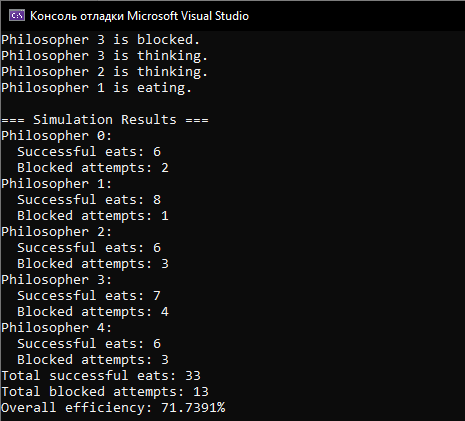 C:\ Консоль отладки Microsoft Visual Studio
Philosopher 3 is blocked.
Philosopher 3 is thinking.
Philosopher 2 is thinking.
Philosopher 1 is eating.
=== Simulation Results ===
Philosopher 0:
  Successful eats: 6
  Blocked attempts: 2
Philosopher 1:
  Successful eats: 8
  Blocked attempts: 1
Philosopher 2:
  Successful eats: 6
  Blocked attempts: 3
Philosopher 3:
  Successful eats: 7
  Blocked attempts: 4
Philosopher 4:
  Successful eats: 6
  Blocked attempts: 3
Total successful eats: 33
Total blocked attempts: 13
Overall efficiency: 71.7391%